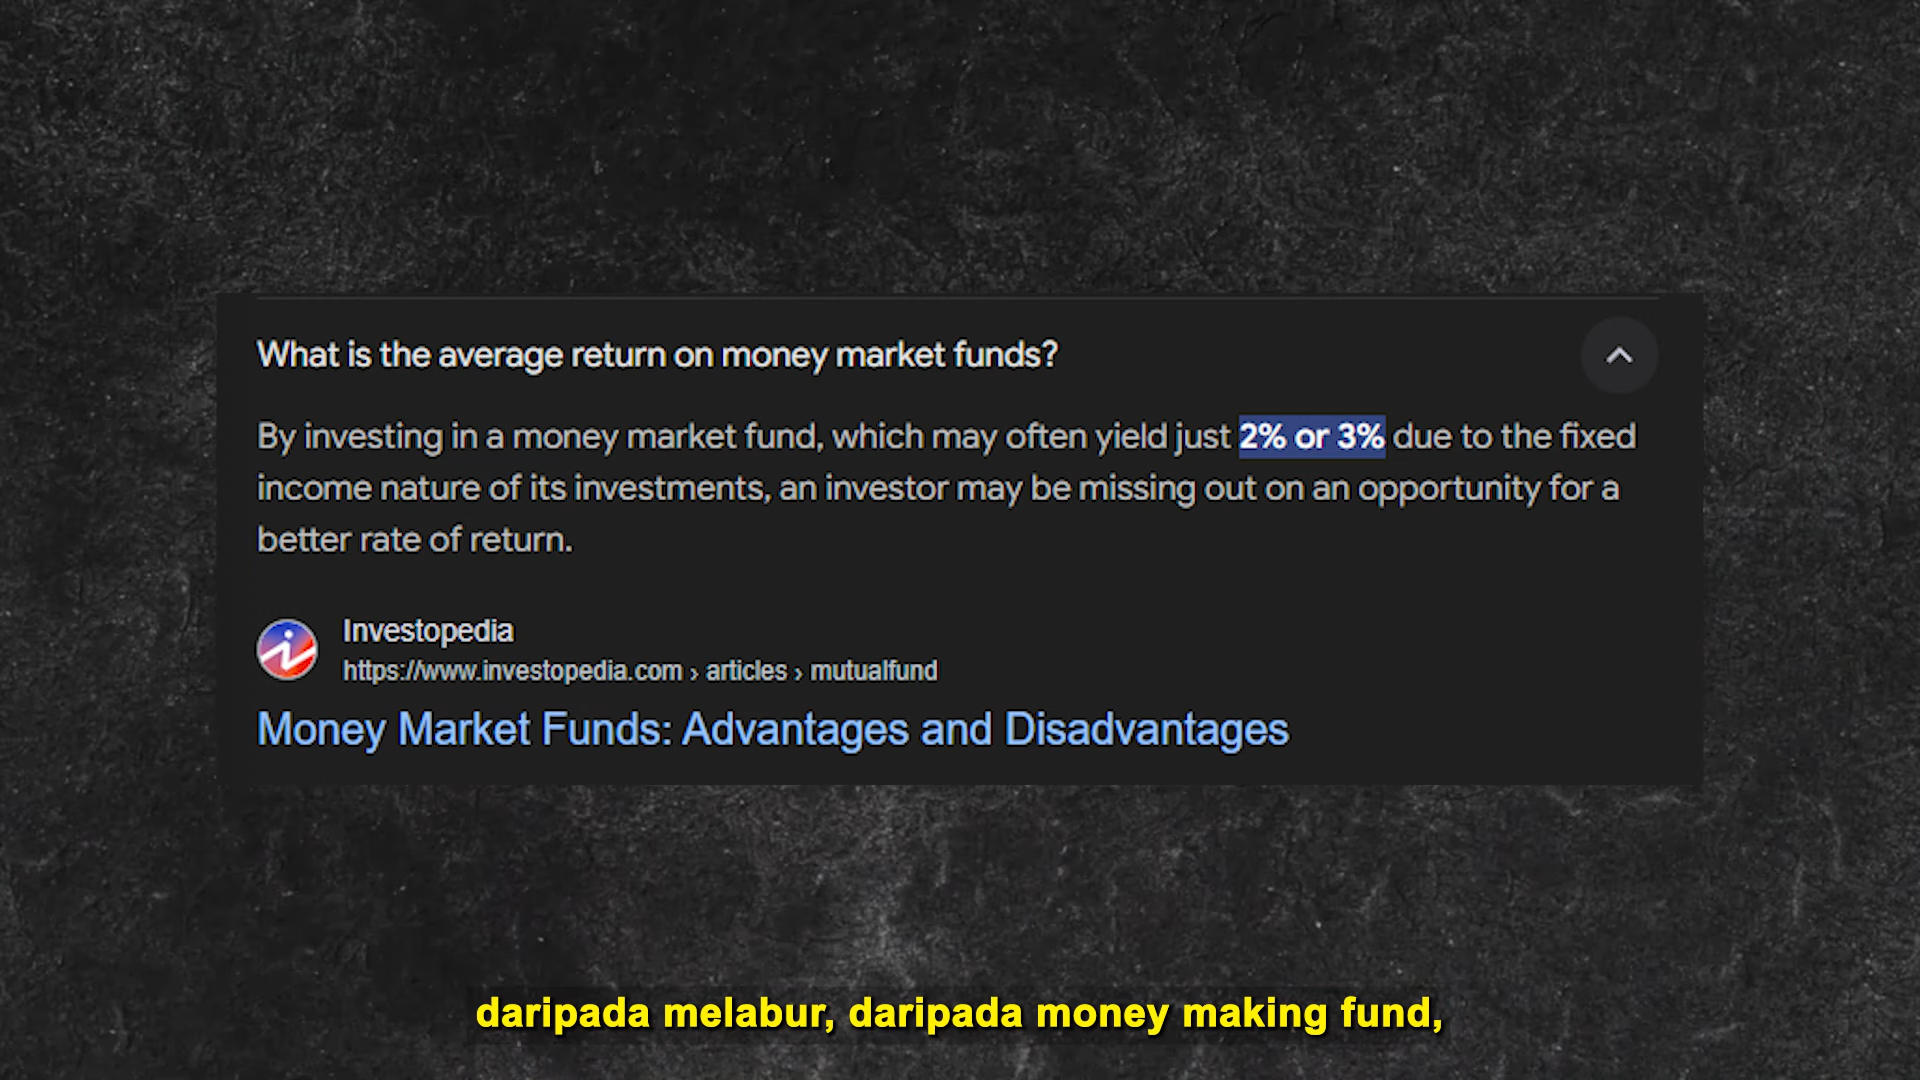 What is the average return on money market funds?
By investing in a money market fund, which may often yield just 2% or 3% due to the fixed
income nature of its investments, an investor may be missing out on an opportunity for a
better rate of return.
Investopedia
https://www.investopedia.com › articles › mutualfund
Money Market Funds: Advantages and Disadvantages
daripada melabur, daripada money making fund,